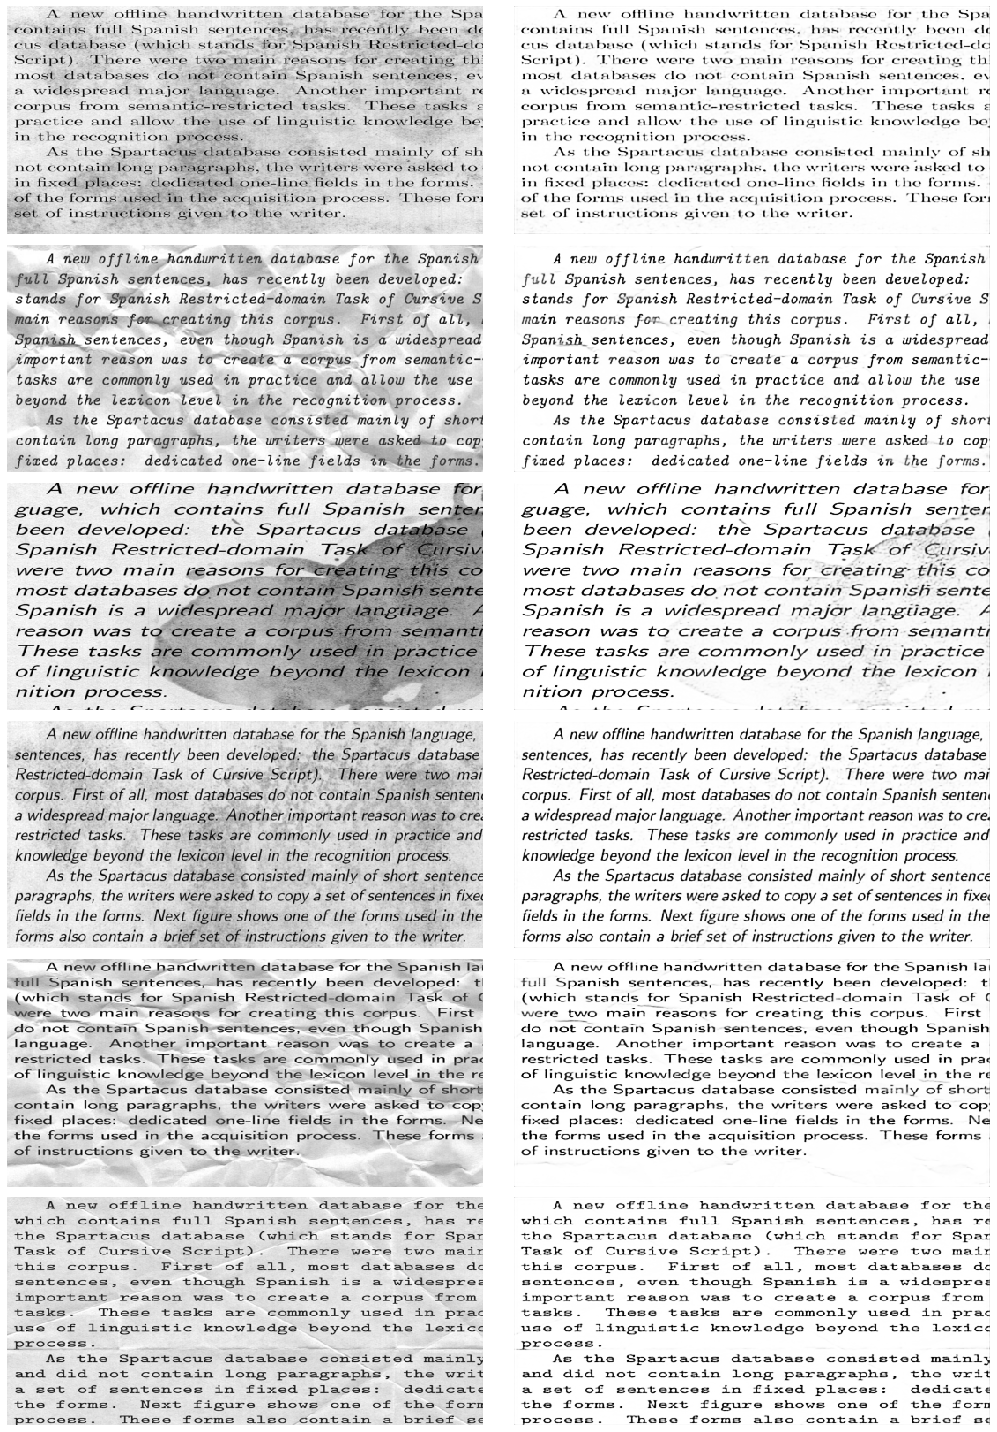 A new offline handwritten database for the Spa
contains full Spanish sentences, has recently been de
cus database (which stands for Spanish Restricted-do
Script). There were two main reasons for creating thi
most databases do not contain Spanish sentences, ev
a widespread major language. Another important re
corpus from semantic-restricted tasks. These tasks a
practice and allow the use of linguistic knowledge be
in the recognition process.
As the Spartacus database consisted mainly of sh
not contain long paragraphs, the writers were asked to
in fixed places: dedicated one-line fields in the forms.
of the forms used in the acquisition process. These for
set of instructions given to the writer.
A new offline handwritten database for the Spa
contains full Spanish sentences, has recently been de
cus database (which stands for Spanish Restricted-do
Script). There were two main reasons for creating thi
most databases do not contain Spanish sentences, ev
a widespread major language. Another important re
corpus from semantic-restricted tasks. These tasks a
practice and allow the use of linguistic knowledge be
in the recognition process.
As the Spartacus database consisted mainly of sh
not contain long paragraphs, the writers were asked to
in fixed places: dedicated one-line fields in the forms.
of the forms used in the acquisition process. These for
set of instructions given to the writer.
A new offline handwritten database for the Spanish
full Spanish sentences, has recently been developed:
stands for Spanish Restricted-domain Task of Cursive S
main reasons for creating this corpus. First of all,
Spanish sentences, even though Spanish is a widespread
important reason was to create a corpus from semantic-
tasks are commonly used in practice and allow the use
beyond the lexicon level in the recognition process.
As the Spartacus database consisted mainly of short
contain long paragraphs, the writers were asked to cop
fixed places: dedicated one-line fields in the forms.
A new offline handwritten database for the Spanish
full Spanish sentences, has recently been developed:
stands for Spanish Restricted-domain Task of Cursive S
main reasons for creating this corpus. First of all,
Spanish sentences, even though Spanish is a widespread
important reason was to create a corpus from semantic-
tasks are commonly used in practice and allow the use
beyond the lexicon level in the recognition process.
As the Spartacus database consisted mainly of short
contain long paragraphs, the writers were asked to cop
fixed places: dedicated one-line fields in the forms.
A new offline handwritten database for
guage, which contains full Spanish senten
been developed: the Spartacus database
Spanish Restricted-domain Task of Cursiv
were two main reasons for creating this co
most databases do not contain Spanish sente
Spanish is a widespread major language. A
reason was to create a corpus from semanti
These tasks are commonly used in practice
of linguistic knowledge beyond the lexicon
nition process.
A new offline handwritten database for
guage, which contains full Spanish senten
been developed: the Spartacus database
Spanish Restricted-domain Task of Cursiv
were two main reasons for creating this co
most databases do not contain Spanish sente
Spanish is a widespread major language. A
reason was to create a corpus from semanti
These tasks are commonly used in practice
of linguistic knowledge beyond the lexicon
nition process.
A new offline handwritten database for the Spanish language,
sentences, has recently been developed: the Spartacus database
Restricted-domain Task of Cursive Script). There were two mai
corpus. First of all, most databases do not contain Spanish senten
a widespread major language. Another important reason was to crea
restricted tasks. These tasks are commonly used in practice and
knowledge beyond the lexicon level in the recognition process.
As the Spartacus database consisted mainly of short sentence
paragraphs, the writers were asked to copy a set of sentences in fixe
fields in the forms. Next figure shows one of the forms used in the
forms also contain a brief set of instructions given to the writer.
A new offline handwritten database for the Spanish language,
sentences, has recently been developed: the Spartacus database
Restricted-domain Task of Cursive Script). There were two mai
corpus. First of all, most databases do not contain Spanish senten
a widespread major language. Another important reason was to crea
restricted tasks. These tasks are commonly used in practice and
knowledge beyond the lexicon level in the recognition process.
As the Spartacus database consisted mainly of short sentence
paragraphs, the writers were asked to copy a set of sentences in fixe
fields in the forms. Next figure shows one of the forms used in the
forms also contain a brief set of instructions given to the writer.
A new offline handwritten database for the Spanish la
full Spanish sentences, has recently been developed: t
(which stands for Spanish Restricted-domain Task of C
were two main reasons for creating this corpus. First
do not contain Spanish sentences, even though Spanish
language. Another important reason was to create a
restricted tasks. These tasks are commonly used in prac
of linguistic knowledge beyond the lexicon level in the re
As the Spartacus database consisted mainly of short
contain long paragraphs, the writers were asked to cop
fixed places: dedicated one-line fields in the forms. Ne
the forms used in the acquisition process. These forms
of instructions given to the writer.
A new offline handwritten database for the Spanish la
full Spanish sentences, has recently been developed: t
(which stands for Spanish Restricted-domain Task of C
were two main reasons for creating this corpus. First
do not contain Spanish sentences, even though Spanish
language. Another important reason was to create a
restricted tasks. These tasks are commonly used in prac
of linguistic knowledge beyond the lexicon level in the re
As the Spartacus database consisted mainly of short
contain long paragraphs, the writers were asked to cop
fixed places: dedicated one-line fields in the forms. Ne
the forms used in the acquisition process. These forms
of instructions given to the writer.
A new offline handwritten database for the
which contains full Spanish sentences, has re
the Spartacus database (which stands for Spar
Task of Cursive Script). There were two main
this corpus. First of all, most databases do
sentences, even though Spanish is a widesprea
important reason was to create a corpus from
tasks. These tasks are commonly used in prac
use of linguistic knowledge beyond the lexico
process.
As the Spartacus database consisted mainly
and did not contain long paragraphs, the writ
a set of sentences in fixed places: dedicate
the forms. Next figure shows one of the form
process. These forms also contain a brief se
A new offline handwritten database for the
which contains full Spanish sentences, has re
the Spartacus database (which stands for Spar
Task of Cursive Script). There were two main
this corpus. First of all, most databases do
sentences, even though Spanish is a widesprea
important reason was to create a corpus from
tasks. These tasks are commonly used in prac
use of linguistic knowledge beyond the lexico
process.
As the Spartacus database consisted mainly
and did not contain long paragraphs, the writ
a set of sentences in fixed places: dedicate
the forms. Next figure shows one of the form
process. These forms also contain a brief se